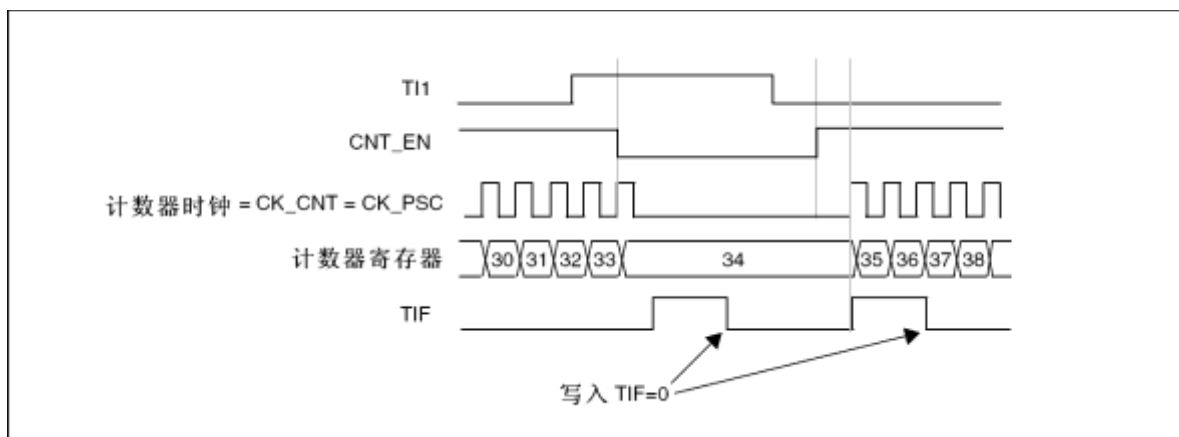 TI1
CNT_EN
计数器时钟 = CK_CNT = CK_PSC
计数器寄存器 30 31 32 33 34 35 36 37 38
TIF
写入 TIF=0